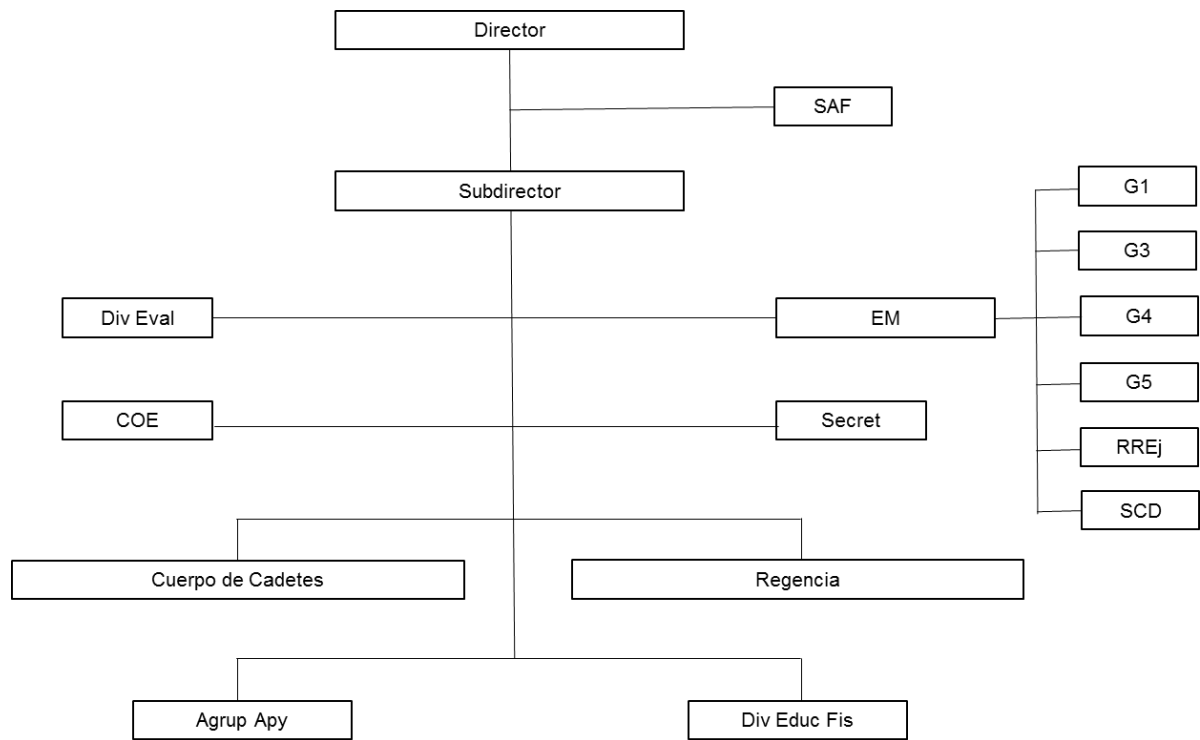 Director
SAF
Subdirector
G1
G3
Div Eval
EM
G4
G5
COE
Secret
RREj
SCD
Cuerpo de Cadetes
Regencia
Agrup Apy
Div Educ Fis